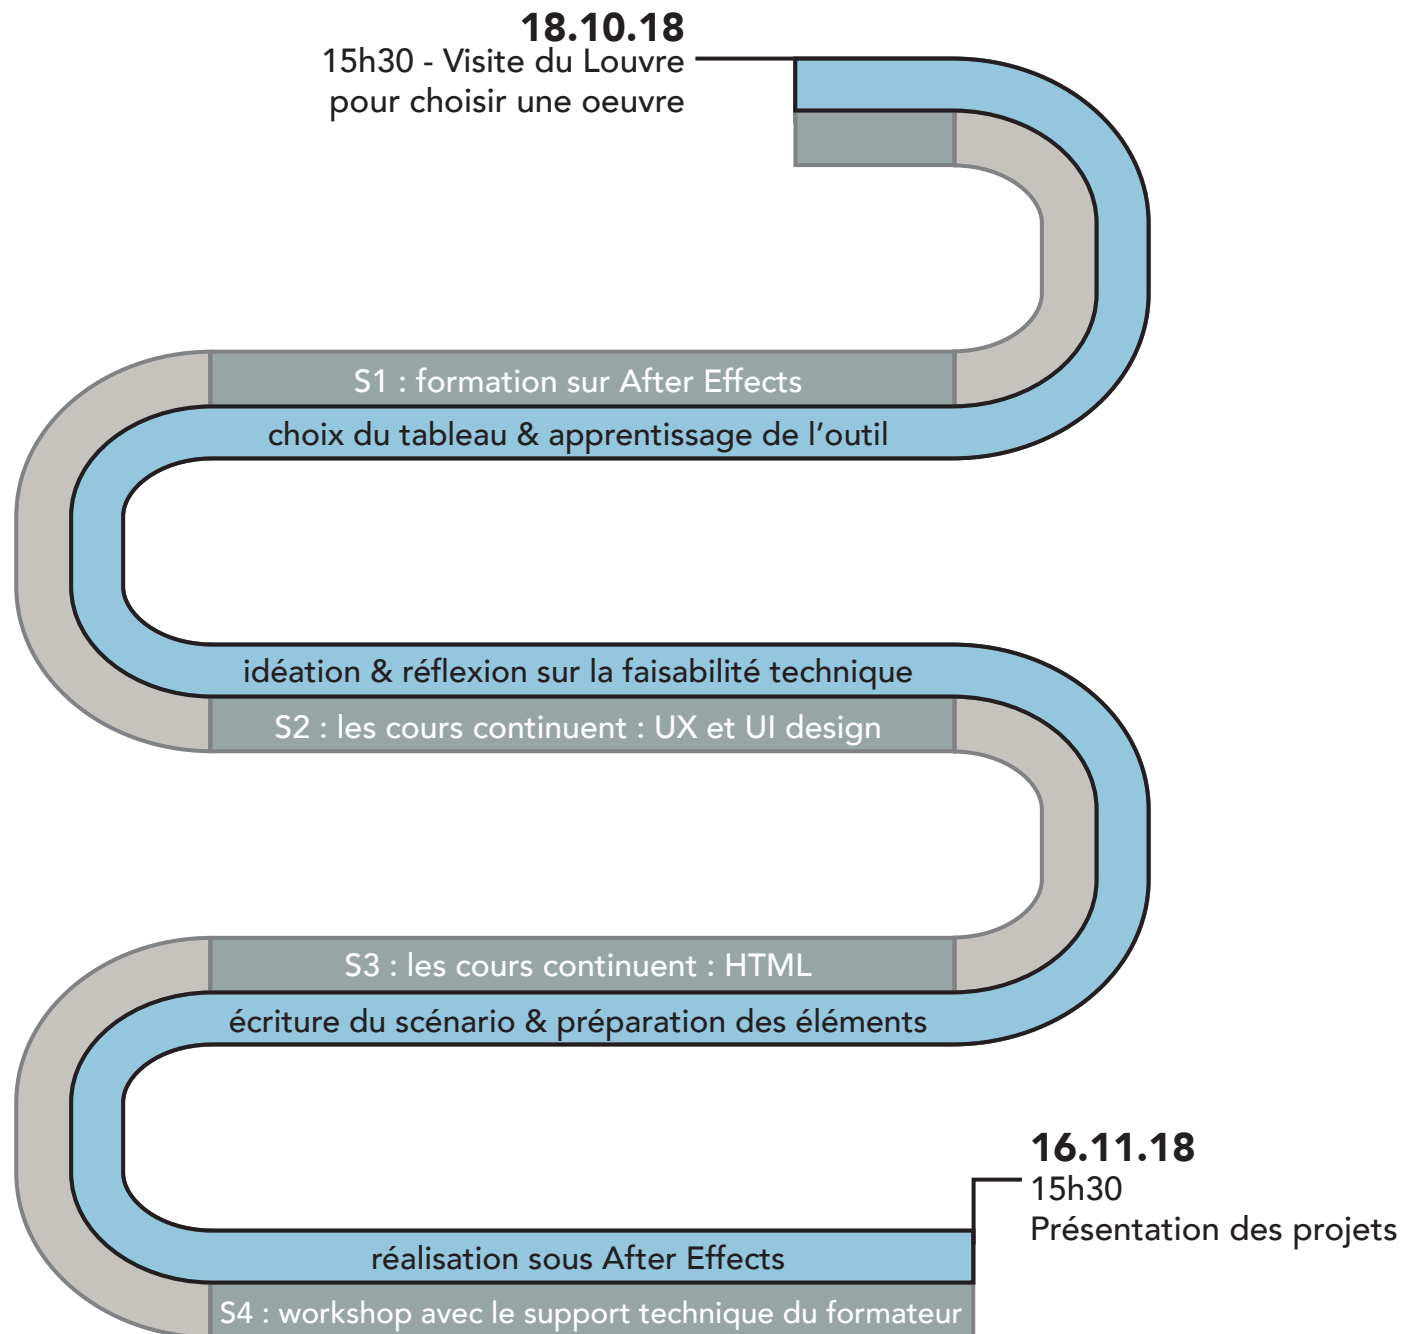 18.10.18
15h30 - Visite du Louvre
pour choisir une oeuvre
S1 : formation sur After Effects
choix du tableau & apprentissage de l’outil
idéation & réflexion sur la faisabilité technique
S2 : les cours continuent : UX et UI design
S3 : les cours continuent : HTML
écriture du scénario & préparation des éléments
16.11.18
15h30
Présentation des projets
réalisation sous After Effects
S4 : workshop avec le support technique du formateur